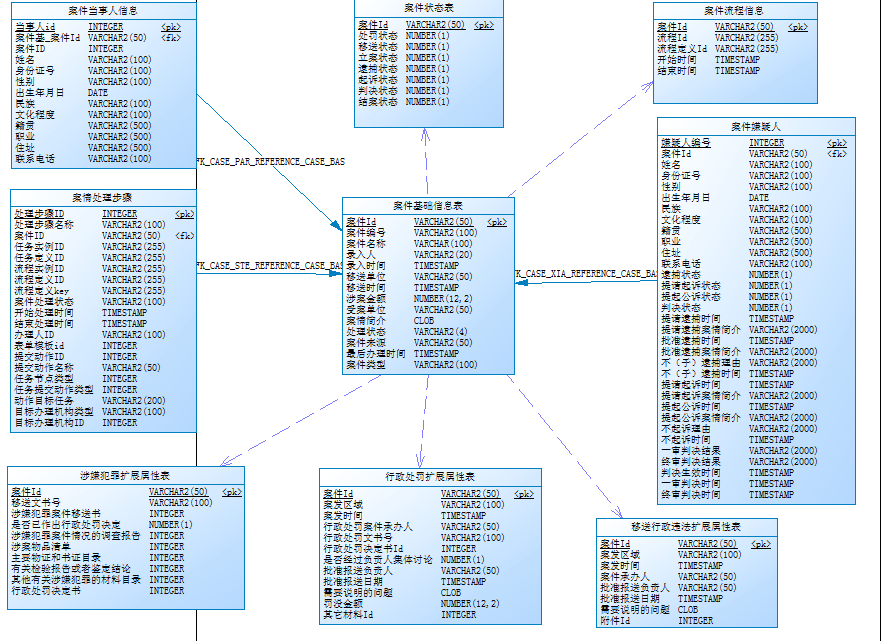 案件当事人信息
当事人id INTEGER <pk>
案件基_案件Id VARCHAR2(50) <fk>
案件ID INTEGER
姓名 VARCHAR2(100)
身份证号 VARCHAR2(100)
性别 VARCHAR2(100)
出生年月日 DATE
民族 VARCHAR2(100)
文化程度 VARCHAR2(100)
籍贯 VARCHAR2(500)
职业 VARCHAR2(500)
住址 VARCHAR2(500)
联系电话 VARCHAR2(100)
案件状态表
案件Id VARCHAR2(50) <pk>
处罚状态 NUMBER(1)
移送状态 NUMBER(1)
立案状态 NUMBER(1)
逮捕状态 NUMBER(1)
起诉状态 NUMBER(1)
判决状态 NUMBER(1)
结案状态 NUMBER(1)
案件流程信息
案件Id VARCHAR2(50) <pk>
流程Id VARCHAR2(255)
流程定义Id VARCHAR2(255)
开始时间 TIMESTAMP
结束时间 TIMESTAMP
FK_CASE_PAR_REFERENCE_CASE_BAS
案情处理步骤
处理步骤ID INTEGER <pk>
处理步骤名称 VARCHAR2(100)
案件ID VARCHAR2(50) <fk>
任务实例ID VARCHAR2(255)
任务定义ID VARCHAR2(255)
流程实例ID VARCHAR2(255)
流程定义ID VARCHAR2(255)
流程定义key VARCHAR2(255)
案件处理状态 VARCHAR2(100)
开始处理时间 TIMESTAMP
结束处理时间 TIMESTAMP
办理人ID VARCHAR2(100)
表单模板id INTEGER
提交动作ID INTEGER
提交动作名称 VARCHAR2(50)
任务节点类型 INTEGER
任务提交动作类型 INTEGER
动作目标任务 VARCHAR2(200)
目标办理机构类型 VARCHAR2(100)
目标办理机构ID INTEGER
FK_CASE_STE_REFERENCE_CASE_BAS
案件基础信息表
案件Id VARCHAR2(50) <pk>
案件编号 VARCHAR2(100)
案件名称 VARCHAR(100)
录入人 VARCHAR2(20)
录入时间 TIMESTAMP
移送单位 VARCHAR2(50)
移送时间 TIMESTAMP
涉案金额 NUMBER(12,2)
受案单位 VARCHAR2(50)
案情简介 CLOB
处理状态 VARCHAR2(4)
案件来源 VARCHAR2(50)
最后办理时间 TIMESTAMP
案件类型 VARCHAR2(100)
FK_CASE_XIA_REFERENCE_CASE_BAS
案件嫌疑人
嫌疑人编号 INTEGER <pk>
案件Id VARCHAR2(50) <fk>
姓名 VARCHAR2(100)
身份证号 VARCHAR2(100)
性别 VARCHAR2(100)
出生年月日 DATE
民族 VARCHAR2(100)
文化程度 VARCHAR2(100)
籍贯 VARCHAR2(500)
职业 VARCHAR2(500)
住址 VARCHAR2(500)
联系电话 VARCHAR2(100)
逮捕状态 NUMBER(1)
提请起诉状态 NUMBER(1)
提起公诉状态 NUMBER(1)
判决状态 NUMBER(1)
提请逮捕时间 TIMESTAMP
提请逮捕案情简介 VARCHAR2(2000)
批准逮捕时间 TIMESTAMP
批准逮捕案情简介 VARCHAR2(2000)
不（予）逮捕理由 VARCHAR2(2000)
不（予）逮捕时间 TIMESTAMP
提请起诉时间 TIMESTAMP
提请起诉案情简介 VARCHAR2(2000)
提起公诉时间 TIMESTAMP
提起公诉案情简介 VARCHAR2(2000)
不起诉理由 VARCHAR2(2000)
不起诉时间 TIMESTAMP
一审判决结果 VARCHAR2(2000)
终审判决结果 VARCHAR2(2000)
判决生效时间 TIMESTAMP
一审判决时间 TIMESTAMP
终审判决时间 TIMESTAMP
涉嫌犯罪扩展属性表
案件Id VARCHAR2(50) <pk>
移送文书号 VARCHAR2(100)
涉嫌犯罪案件移送书 INTEGER
是否已作出行政处罚决定 NUMBER(1)
涉嫌犯罪案件情况的调查报告 INTEGER
涉案物品清单 INTEGER
主要物证和书证目录 INTEGER
有关检验报告或者鉴定结论 INTEGER
其他有关涉嫌犯罪的材料目录 INTEGER
行政处罚决定书 INTEGER
行政处罚扩展属性表
案件Id VARCHAR2(50) <pk>
案发区域 VARCHAR2(100)
案发时间 TIMESTAMP
行政处罚案件承办人 VARCHAR2(50)
行政处罚文书号 VARCHAR2(100)
行政处罚决定书Id INTEGER
是否经过负责人集体讨论 NUMBER(1)
批准报送负责人 VARCHAR2(50)
批准报送日期 TIMESTAMP
需要说明的问题 CLOB
罚没金额 NUMBER(12,2)
其它材料Id INTEGER
移送行政违法扩展属性表
案件Id VARCHAR2(50) <pk>
案发区域 VARCHAR2(100)
案发时间 TIMESTAMP
案件承办人 VARCHAR2(50)
批准报送负责人 VARCHAR2(50)
批准报送日期 TIMESTAMP
需要说明的问题 CLOB
附件Id INTEGER